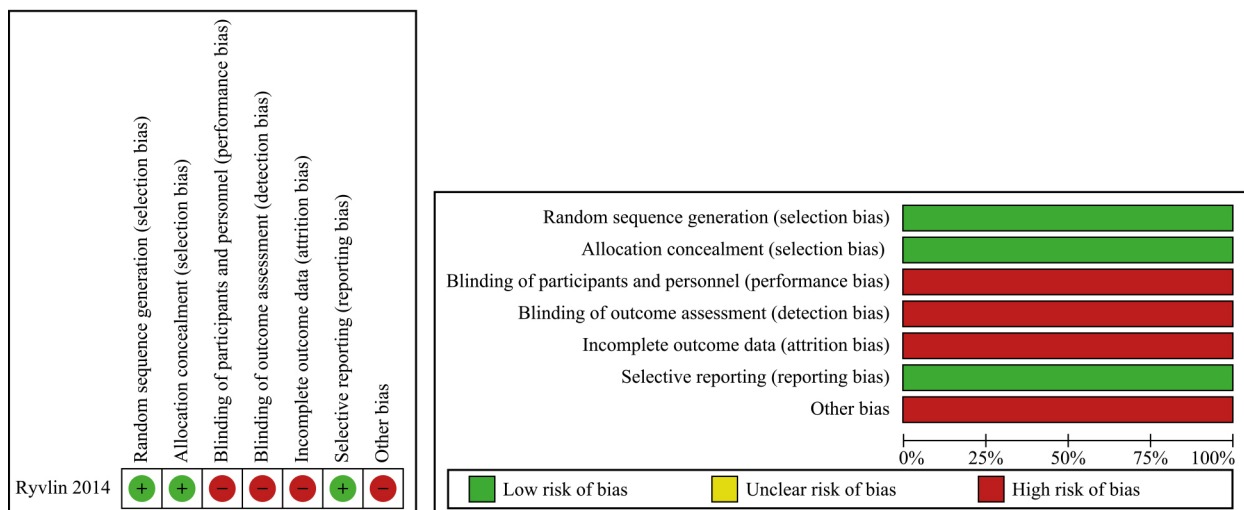 Random sequence generation (selection bias)
Allocation concealment (selection bias)
Blinding of participants and personnel (performance bias)
Blinding of outcome assessment (detection bias)
Incomplete outcome data (attrition bias)
Selective reporting (reporting bias)
Other bias
Ryvlin 2014 + + − − − + −
Random sequence generation (selection bias)
Allocation concealment (selection bias)
Blinding of participants and personnel (performance bias)
Blinding of outcome assessment (detection bias)
Incomplete outcome data (attrition bias)
Selective reporting (reporting bias)
Other bias
0% 25% 50% 75% 100%
Low risk of bias Unclear risk of bias High risk of bias